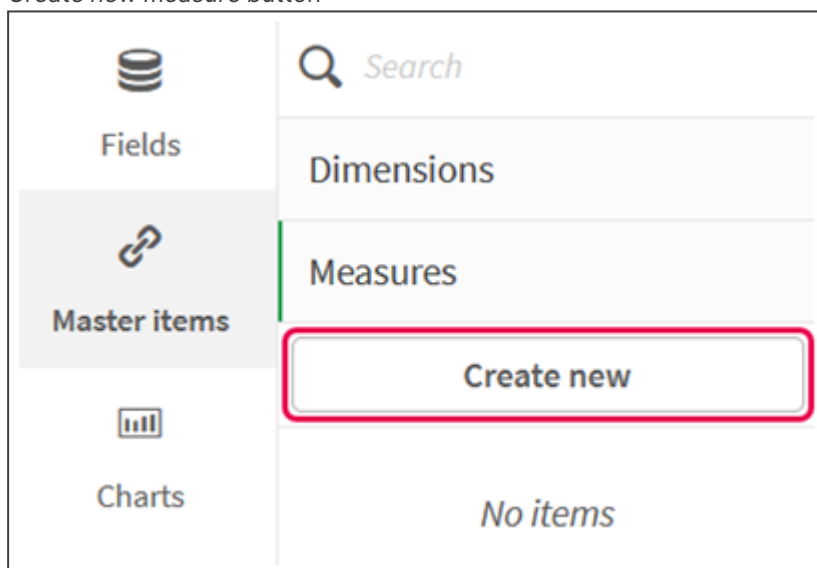 Create new measure button
Search
Fields
Dimensions
Master items
Measures
Create new
Charts
No items